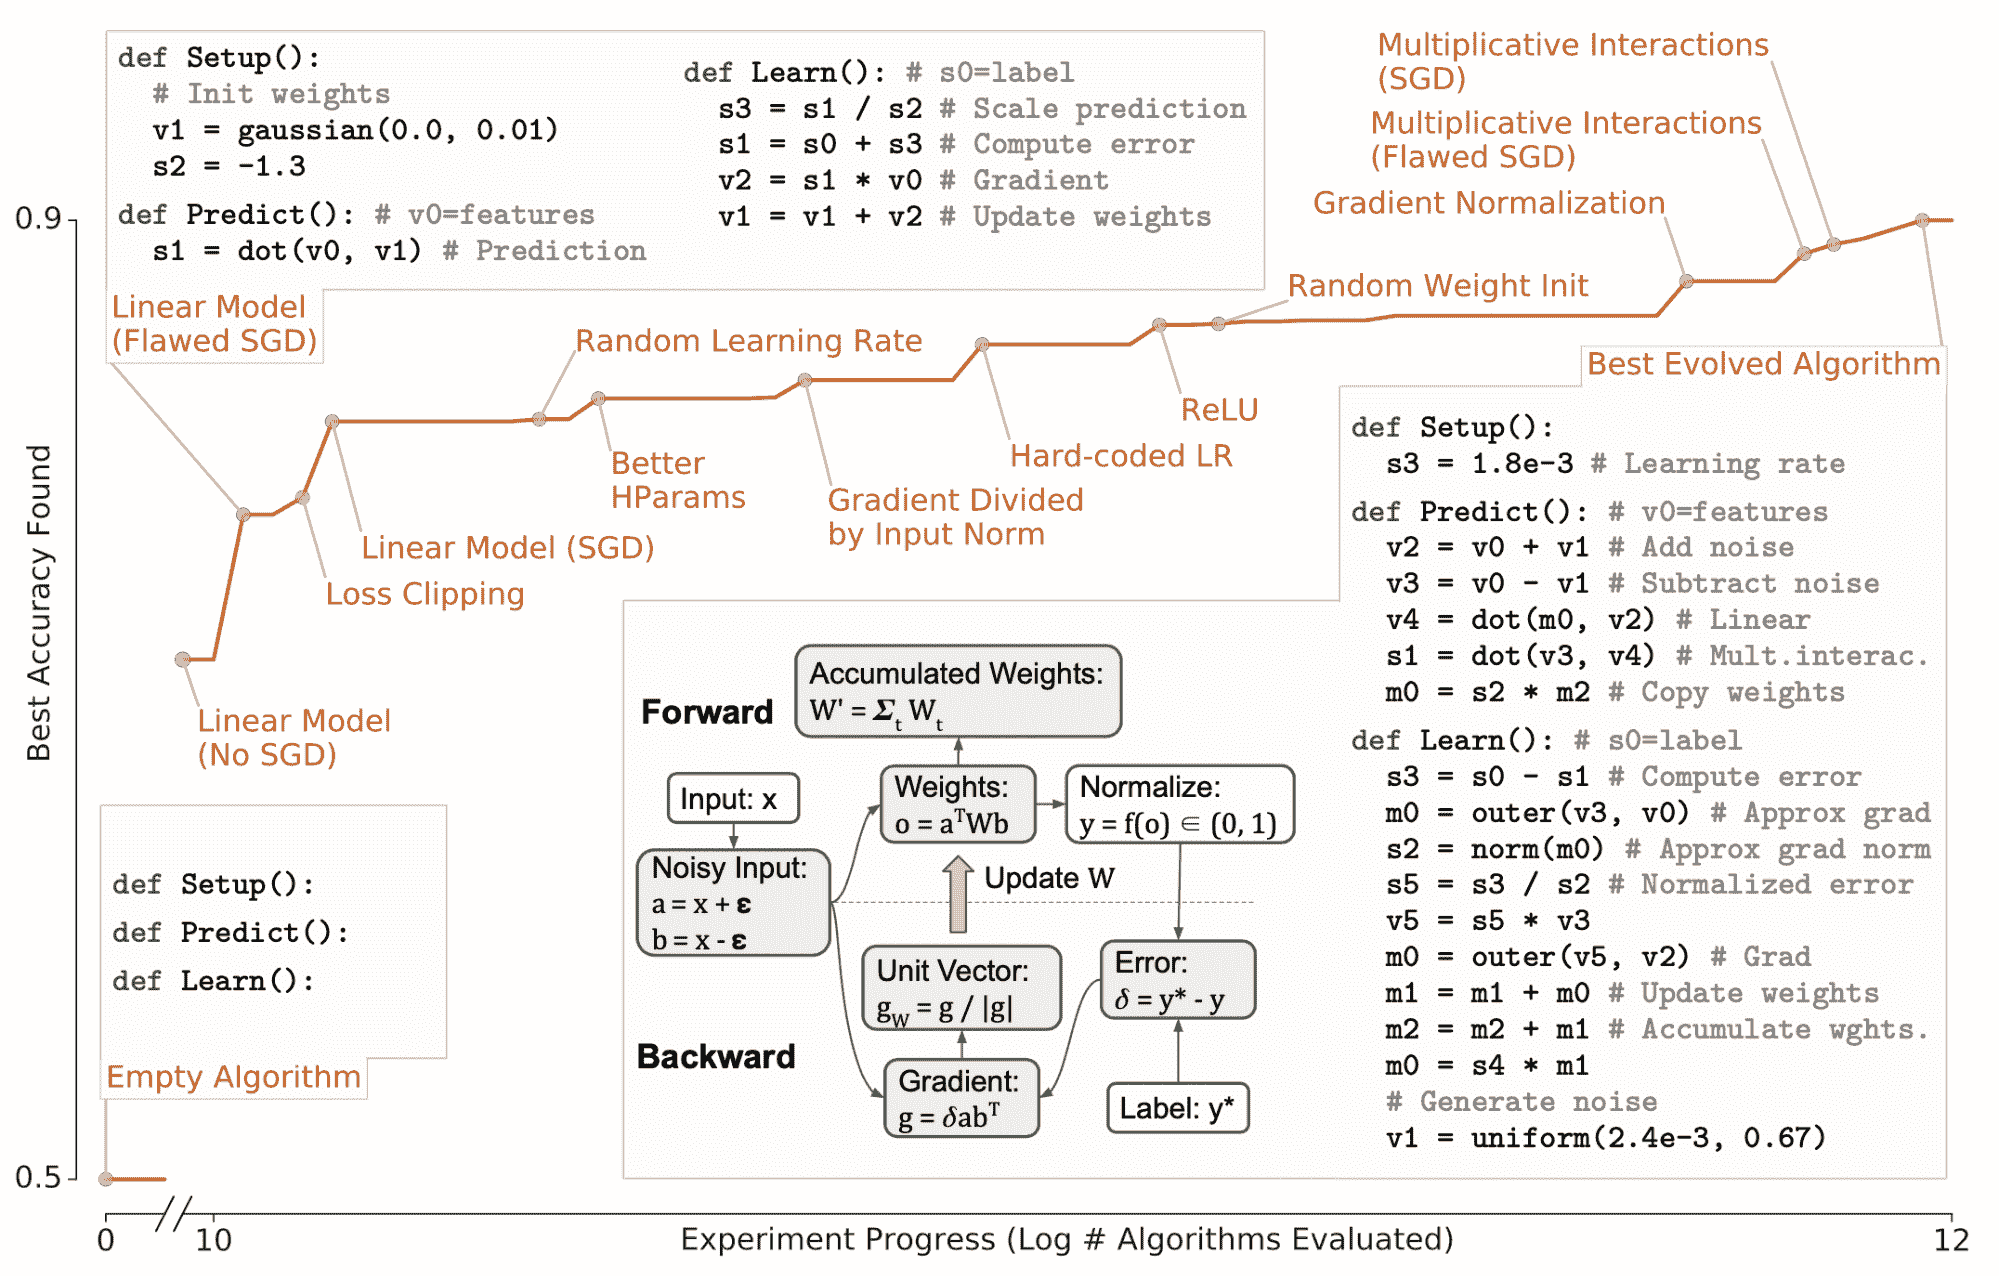 def Setup():
  # Init weights
  v1 = gaussian(0.0, 0.01)
  s2 = -1.3
def Predict(): # v0=features
  s1 = dot(v0, v1) # Prediction
def Learn(): # s0=label
  s3 = s1 / s2 # Scale prediction
  s1 = s0 + s3 # Compute error
  v2 = s1 * v0 # Gradient
  v1 = v1 + v2 # Update weights
Linear Model
(Flawed SGD)
Multiplicative Interactions
(SGD)
Multiplicative Interactions
(Flawed SGD)
Gradient Normalization
Random Weight Init
Random Learning Rate
ReLU
Hard-coded LR
Better
HParams
Gradient Divided
by Input Norm
Linear Model (SGD)
Loss Clipping
Linear Model
(No SGD)
Best Evolved Algorithm
def Setup():
  s3 = 1.8e-3 # Learning rate
def Predict(): # v0=features
  v2 = v0 + v1 # Add noise
  v3 = v0 - v1 # Subtract noise
  v4 = dot(m0, v2) # Linear
  s1 = dot(v3, v4) # Mult.interac.
  m0 = s2 * m2 # Copy weights
def Learn(): # s0=label
  s3 = s0 - s1 # Compute error
  m0 = outer(v3, v0) # Approx grad
  s2 = norm(m0) # Approx grad norm
  s5 = s3 / s2 # Normalized error
  v5 = s5 * v3
  m0 = outer(v5, v2) # Grad
  m1 = m1 + m0 # Update weights
  m2 = m2 + m1 # Accumulate wghts.
  m0 = s4 * m1
  # Generate noise
  v1 = uniform(2.4e-3, 0.67)
Forward
Accumulated Weights:
W' = Σt Wt
Input: x
Weights:
o = aᵀWb
Normalize:
y = f(o) ∈ (0, 1)
Noisy Input:
a = x + ε
b = x - ε
Update W
Unit Vector:
gW = g / |g|
Error:
δ = y* - y
Backward
Gradient:
g = δabᵀ
Label: y*
def Setup():
def Predict():
def Learn():
Empty Algorithm
Best Accuracy Found
0.9
0.5
0
10
Experiment Progress (Log # Algorithms Evaluated)
12